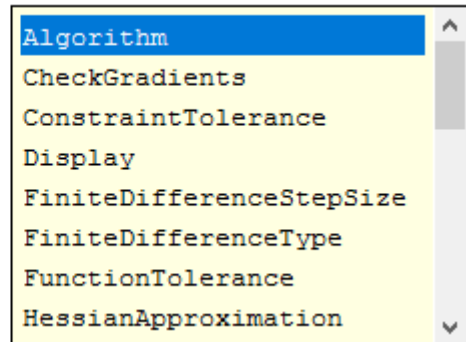 Algorithm
CheckGradients
ConstraintTolerance
Display
FiniteDifferenceStepSize
FiniteDifferenceType
FunctionTolerance
HessianApproximation